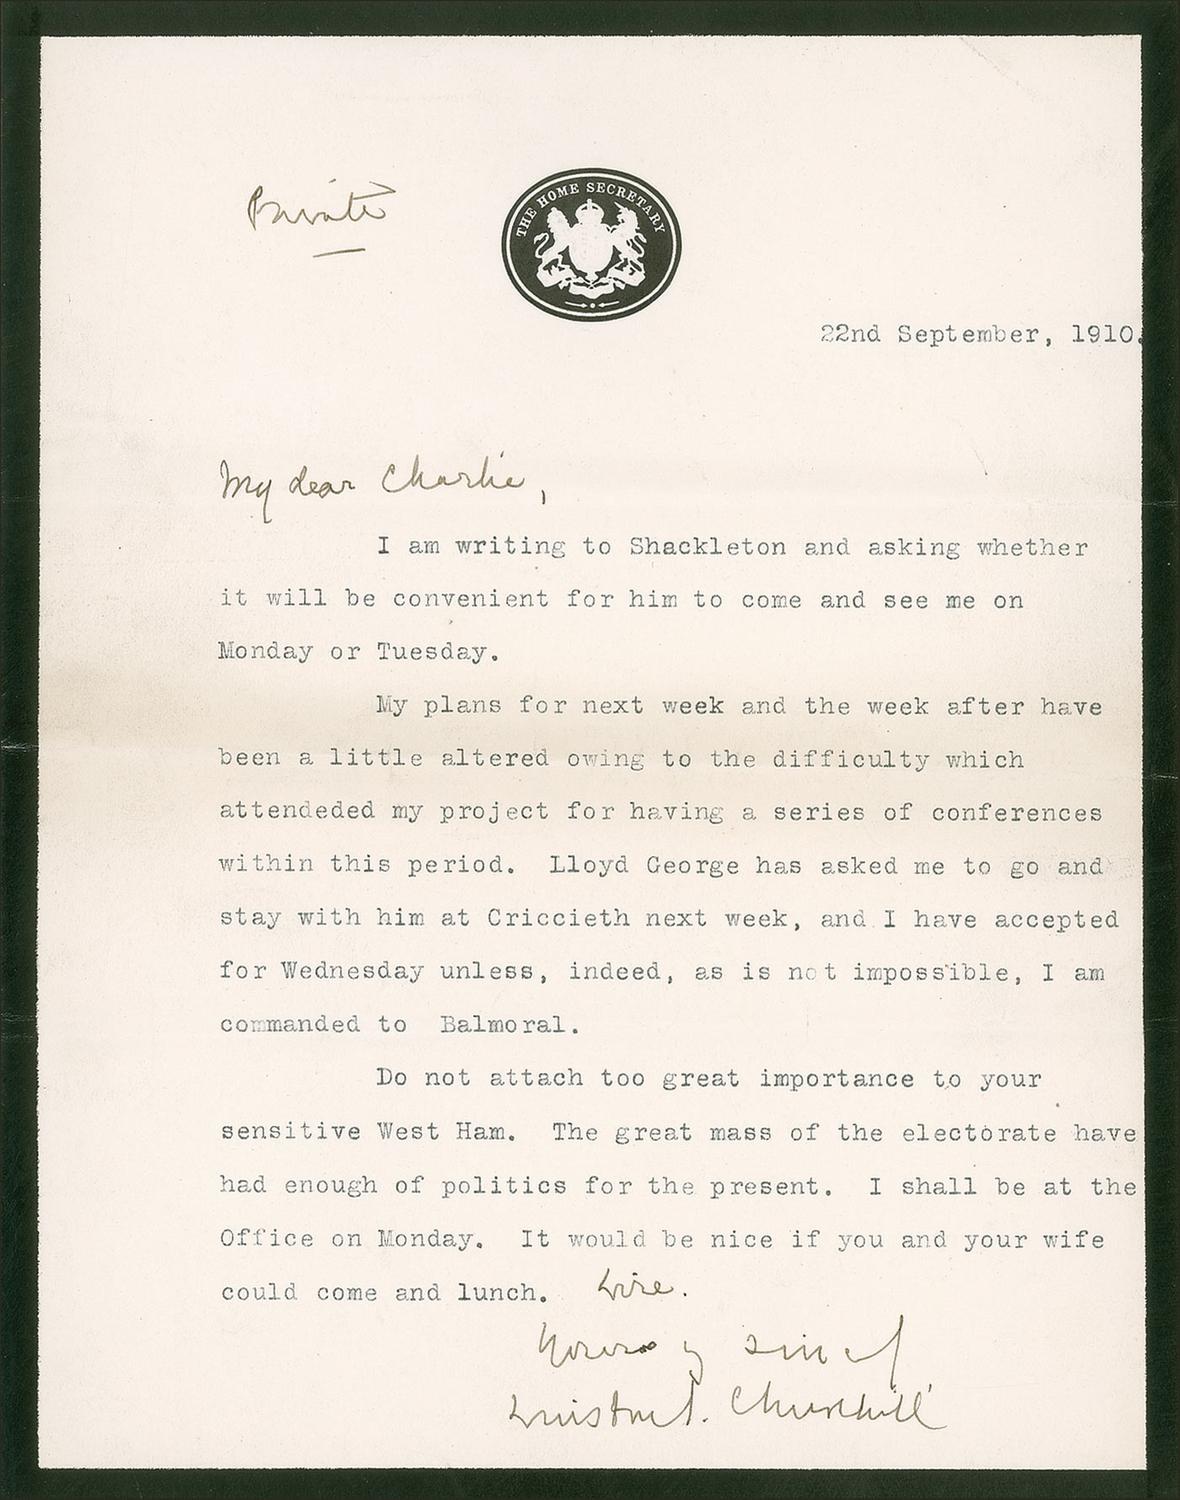 Private
THE HOME SECRETARY
22nd September, 1910.
My dear Charlie,
I am writing to Shackleton and asking whether
it will be convenient for him to come and see me on
Monday or Tuesday.
My plans for next week and the week after have
been a little altered owing to the difficulty which
attendeded my project for having a series of conferences
within this period. Lloyd George has asked me to go and
stay with him at Criccieth next week, and I have accepted
for Wednesday unless, indeed, as is not impossible, I am
commanded to Balmoral.
Do not attach too great importance to your
sensitive West Ham. The great mass of the electorate have
had enough of politics for the present. I shall be at the
Office on Monday. It would be nice if you and your wife
could come and lunch. Wire.
Yours sincely
Winston S. Churchill